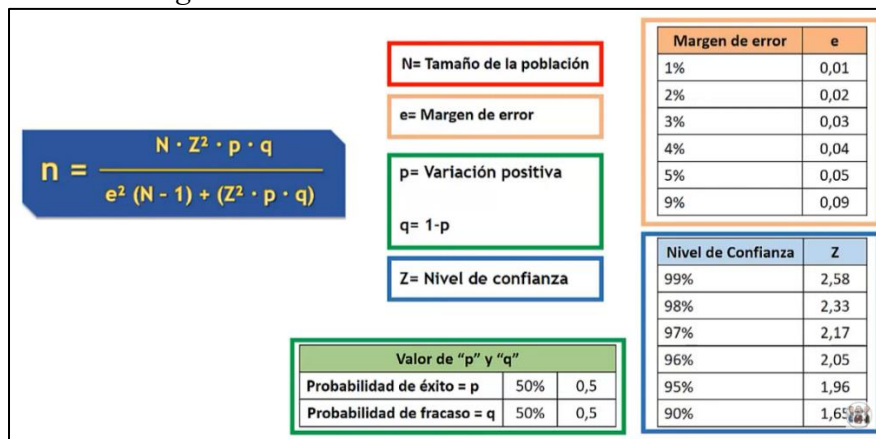 n = N · Z² · p · q
e² (N – 1) + (Z² · p · q)
N= Tamaño de la población
e= Margen de error
p= Variación positiva
q= 1-p
Z= Nivel de confianza
Margen de error e
1% 0,01
2% 0,02
3% 0,03
4% 0,04
5% 0,05
9% 0,09
Nivel de Confianza Z
99% 2,58
98% 2,33
97% 2,17
96% 2,05
95% 1,96
90% 1,65
Valor de “p” y “q”
Probabilidad de éxito = p 50% 0,5
Probabilidad de fracaso = q 50% 0,5